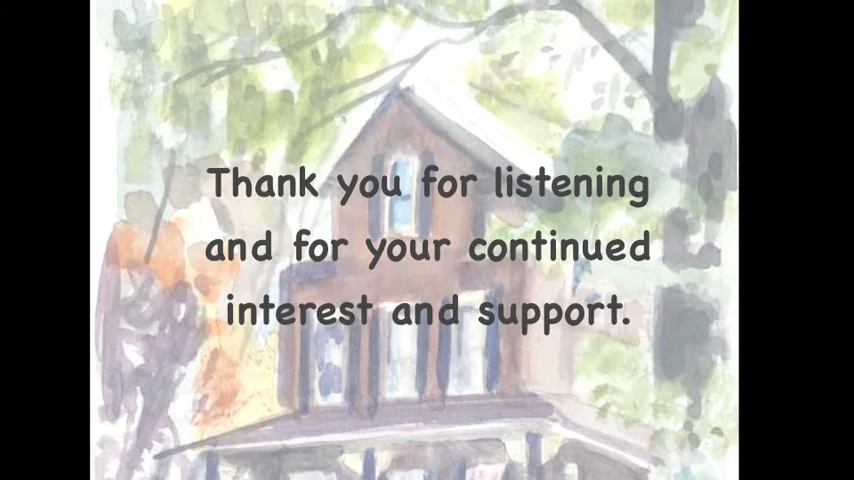 Thank you for listening
and for your continued
interest and support.